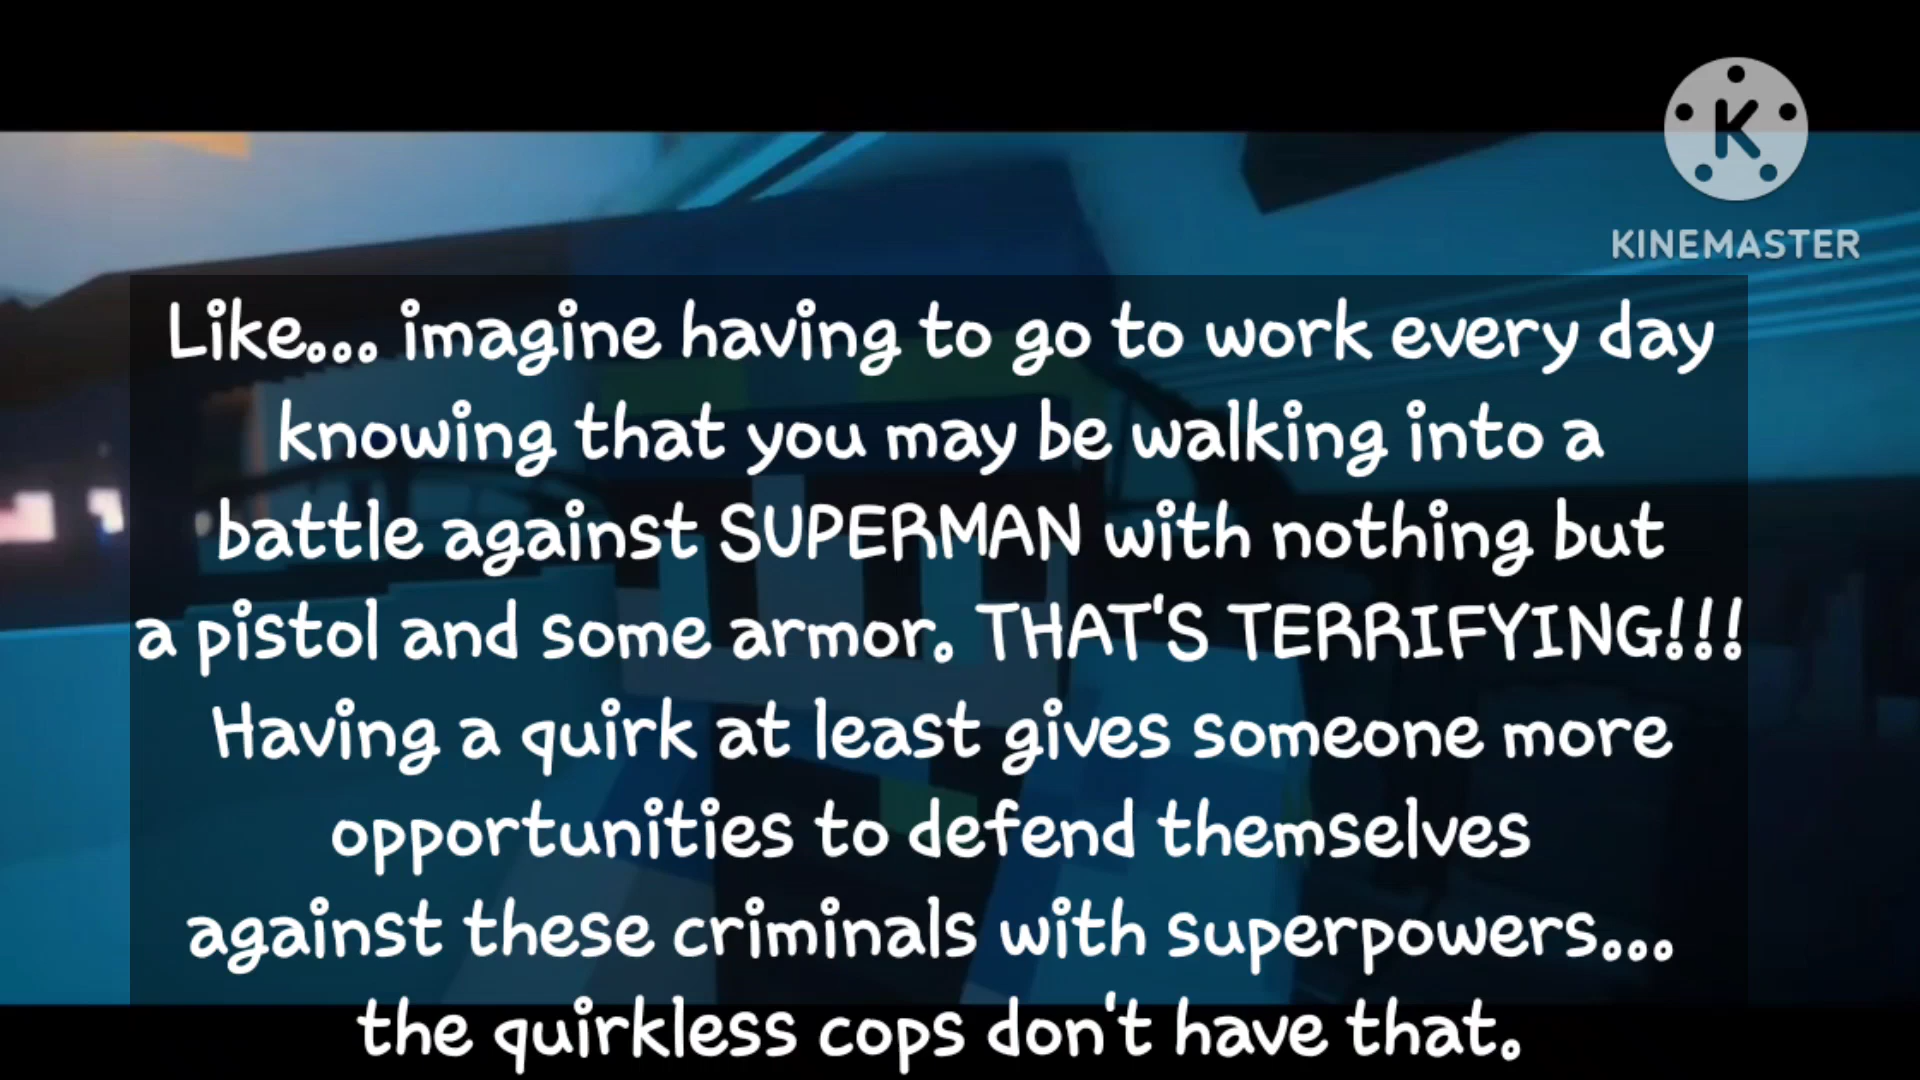 K
KINEMASTER
Like... imagine having to go to work every day
knowing that you may be walking into a
battle against SUPERMAN with nothing but
a pistol and some armor. THAT'S TERRIFYING!!!
Having a quirk at least gives someone more
opportunities to defend themselves
against these criminals with superpowers...
the quirkless cops don't have that.